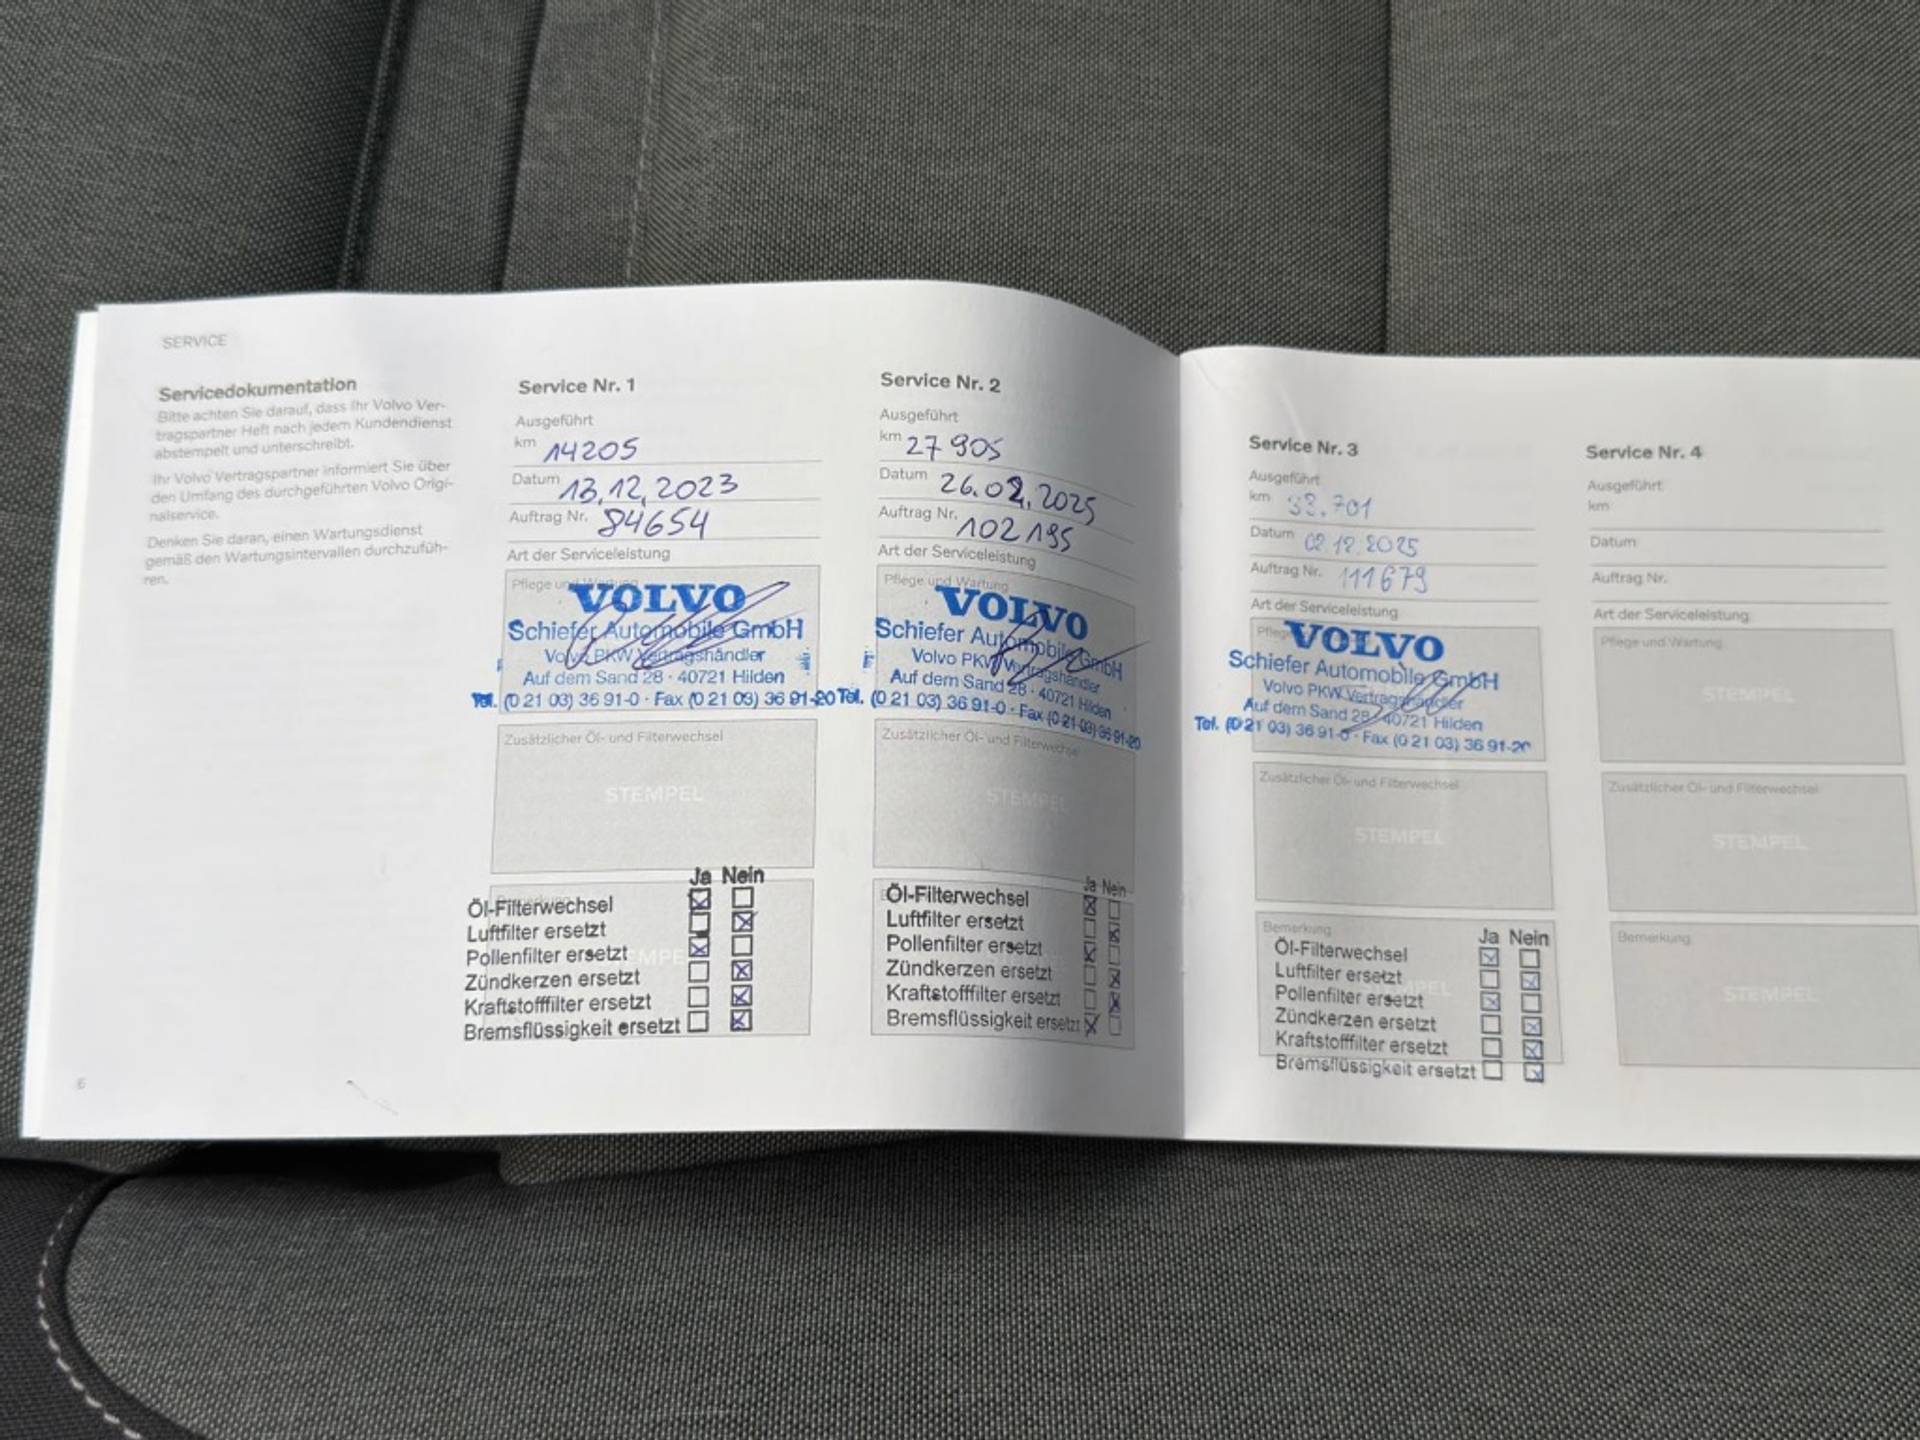 SERVICE
Servicedokumentation
Bitte achten Sie darauf, dass Ihr Volvo Ver-
tragspartner Heft nach jedem Kundendienst
abstempelt und unterschreibt.
Ihr Volvo Vertragspartner informiert Sie über
den Umfang des durchgeführten Volvo Origi-
nalservice.
Denken Sie daran, einen Wartungsdienst
gemäß den Wartungsintervallen durchzufüh-
ren.
6
Service Nr. 1
Ausgeführt
km 14205
Datum 13.12.2023
Auftrag Nr. 84654
Art der Serviceleistung
Pflege und Wartung
VOLVO
Schiefer Automobile GmbH
Volvo PKW Vertragshändler
Auf dem Sand 28 · 40721 Hilden
Tel. (0 21 03) 36 91-0 · Fax (0 21 03) 36 91-20
Zusätzlicher Öl- und Filterwechsel
STEMPEL
Ja Nein
Öl-Filterwechsel
Luftfilter ersetzt
Pollenfilter ersetzt
Zündkerzen ersetzt
Kraftstofffilter ersetzt
Bremsflüssigkeit ersetzt
Service Nr. 2
Ausgeführt
km 27905
Datum 26.02.2025
Auftrag Nr. 102195
Art der Serviceleistung
Pflege und Wartung
VOLVO
Schiefer Automobile GmbH
Volvo PKW Vertragshändler
Auf dem Sand 28 · 40721 Hilden
Tel. (0 21 03) 36 91-0 · Fax (0 21 03) 36 91-20
Zusätzlicher Öl- und Filterwechsel
STEMPEL
Ja Nein
Öl-Filterwechsel
Luftfilter ersetzt
Pollenfilter ersetzt
Zündkerzen ersetzt
Kraftstofffilter ersetzt
Bremsflüssigkeit ersetzt
Service Nr. 3
Ausgeführt
km
Datum 02.12.2025
Auftrag Nr. 111679
Art der Serviceleistung
VOLVO
Schiefer Automobile GmbH
Volvo PKW Vertragshändler
Auf dem Sand 28 · 40721 Hilden
Tel. (0 21 03) 36 91-0 · Fax (0 21 03) 36 91-20
Zusätzlicher Öl- und Filterwechsel
STEMPEL
Bemerkung
Ja Nein
Öl-Filterwechsel
Luftfilter ersetzt
Pollenfilter ersetzt
Zündkerzen ersetzt
Kraftstofffilter ersetzt
Bremsflüssigkeit ersetzt
Service Nr. 4
Ausgeführt
km
Datum
Auftrag Nr.
Art der Serviceleistung
Pflege und Wartung
STEMPEL
Zusätzlicher Öl- und Filterwechsel
STEMPEL
Bemerkung
STEMPEL